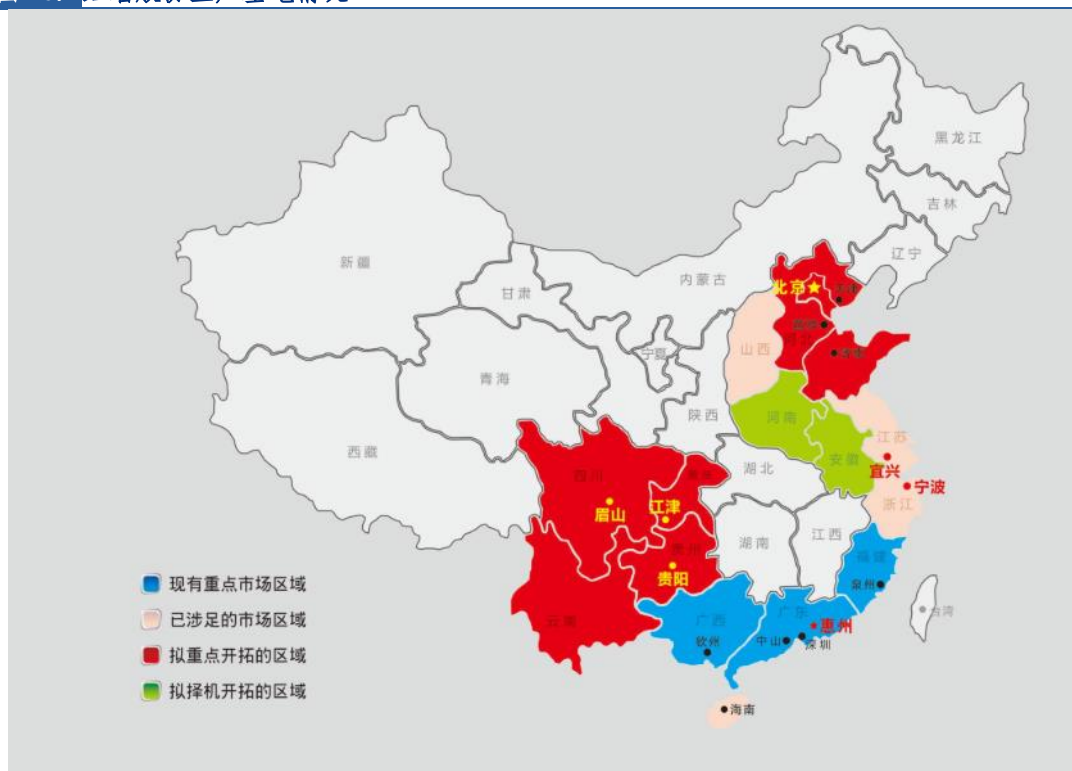 黑龙江
吉林
辽宁
新疆
内蒙古
甘肃
北京
天津
宁夏
山西
河北
青海
陕西
河南
江苏
西藏
安徽
宜兴
湖北
四川
重庆
宁波
浙江
眉山
江津
湖南
江西
贵州
福建
贵阳
泉州
现有重点市场区域
已涉足的市场区域
云南
广西
广东
惠州
台湾
钦州
中山
深圳
拟重点开拓的区域
拟择机开拓的区域
海南